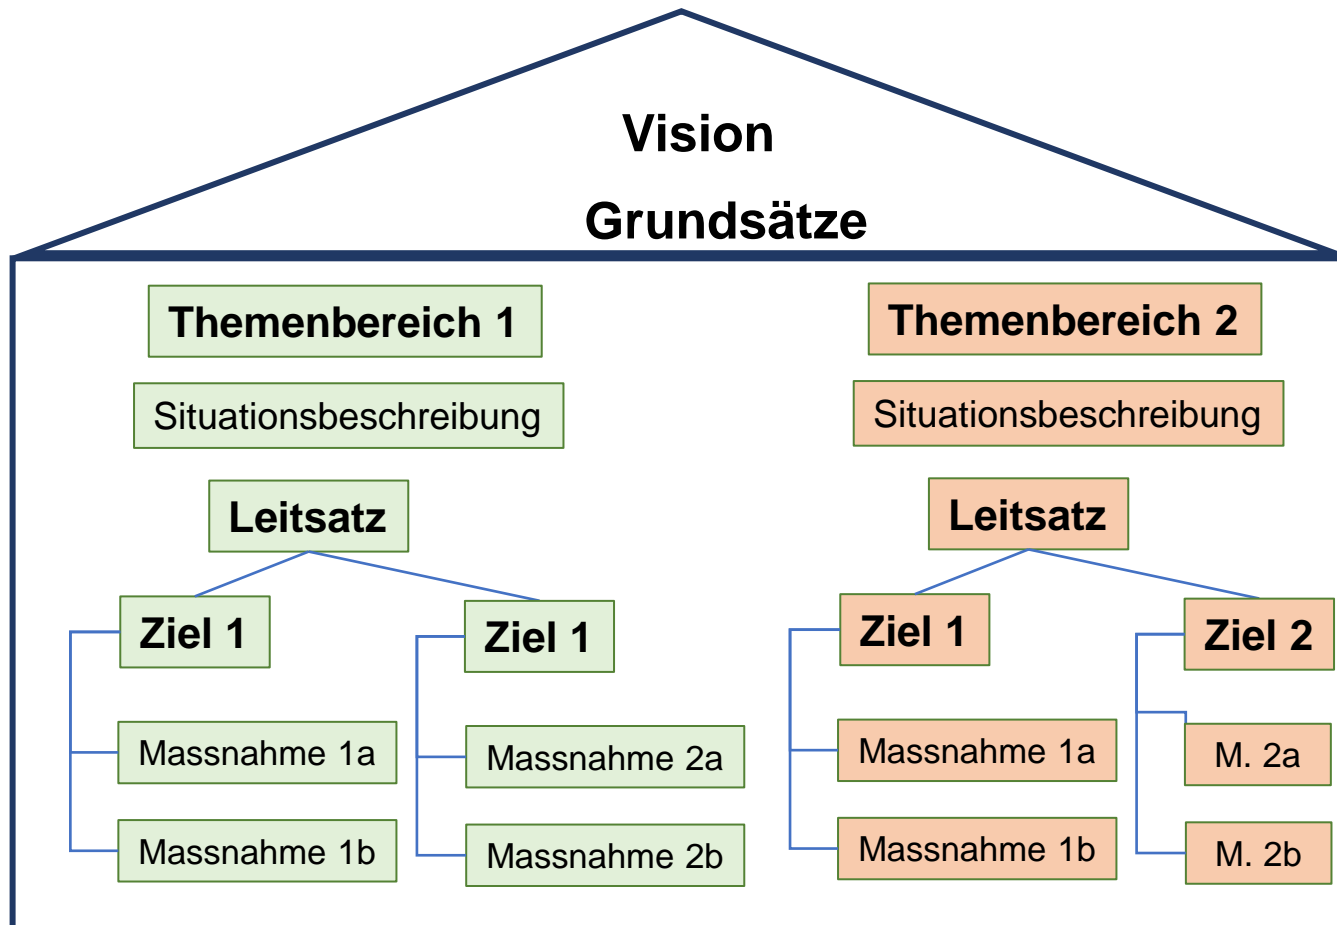 Vision
Grundsätze
Themenbereich 1
Situationsbeschreibung
Leitsatz
Ziel 1
Ziel 1
Massnahme 1a
Massnahme 2a
Massnahme 1b
Massnahme 2b
Themenbereich 2
Situationsbeschreibung
Leitsatz
Ziel 1
Ziel 2
Massnahme 1a
M. 2a
Massnahme 1b
M. 2b